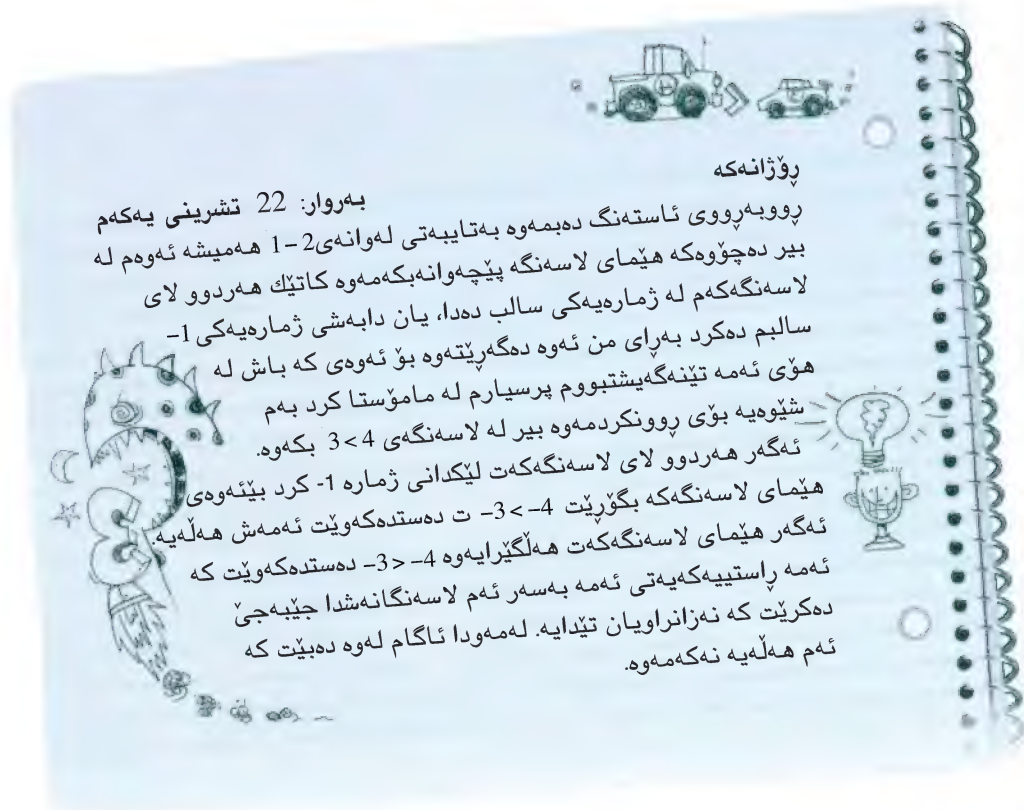 ڕۆژانەکە
بەروار: 22 تشرینی یەکەم
ڕووبەڕووی ئاستەنگ دەبمەوە بەتایبەتی لەوانەی2-1 هەمیشە ئەوەم لە
بیر دەچۆوەکە هێمای لاسەنگە پێچەوانەبکەمەوە کاتێك هەردوو لای
لاسەنگەکەم لە ژمارەیەکی سالب دەدا، یان دابەشی ژمارەیەکی 1-
سالبم دەکرد بەڕای من ئەوە دەگەڕێتەوە بۆ ئەوەی کە باش لە
هۆی ئەمە تێنەگەیشتبووم پرسیارم لە مامۆستا کرد بەم
شێوەیە بۆی ڕوونکردمەوە بیر لە لاسەنگەی 4 > 3 بکەوە.
ئەگەر هەردوو لای لاسەنگەکەت لێکدانی ژمارە 1- کرد بێئەوەی
هێمای لاسەنگەکە بگۆڕێت 4- > 3- ت دەستدەکەوێت ئەمەش هەڵەیە.
ئەگەر هێمای لاسەنگەکەت هەڵگێرایەوە 4- < 3- دەستدەکەوێت کە
ئەمە ڕاستییەکەیەتی ئەمە بەسەر ئەم لاسەنگانەشدا جێبەجێ
دەکرێت کە نەزانراویان تێدایە. لەمەودا ئاگام لەوە دەبێت کە
ئەم هەڵەیە نەکەمەوە.